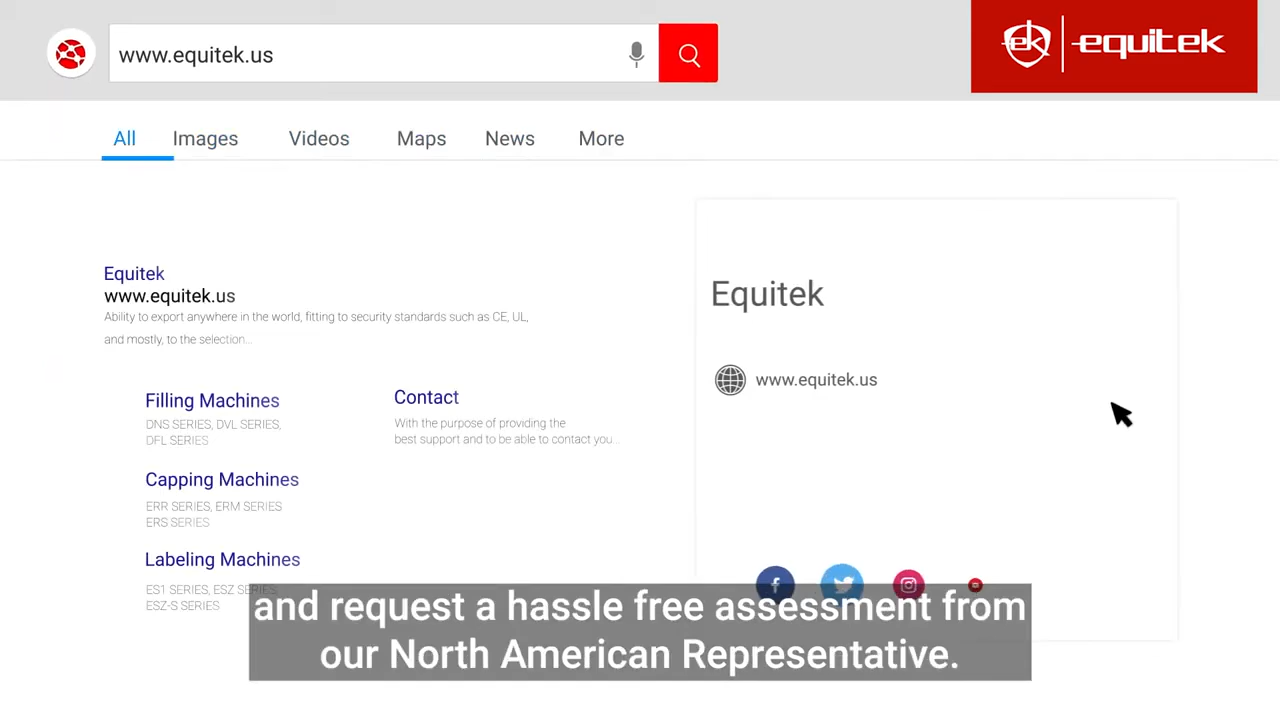 www.equitek.us
ek equitek
All Images Videos Maps News More
Equitek
www.equitek.us
Ability to export anywhere in the world, fitting to security standards such as CE, UL,
and mostly, to the selection...
Filling Machines
DNS SERIES, DVL SERIES,
DFL SERIES
Capping Machines
ERR SERIES, ERM SERIES
ERS SERIES
Labeling Machines
ES1 SERIES, ESZ SERIES
ESZ-S SERIES
Contact
With the purpose of providing the
best support and to be able to contact you...
Equitek
www.equitek.us
and request a hassle free assessment from
our North American Representative.